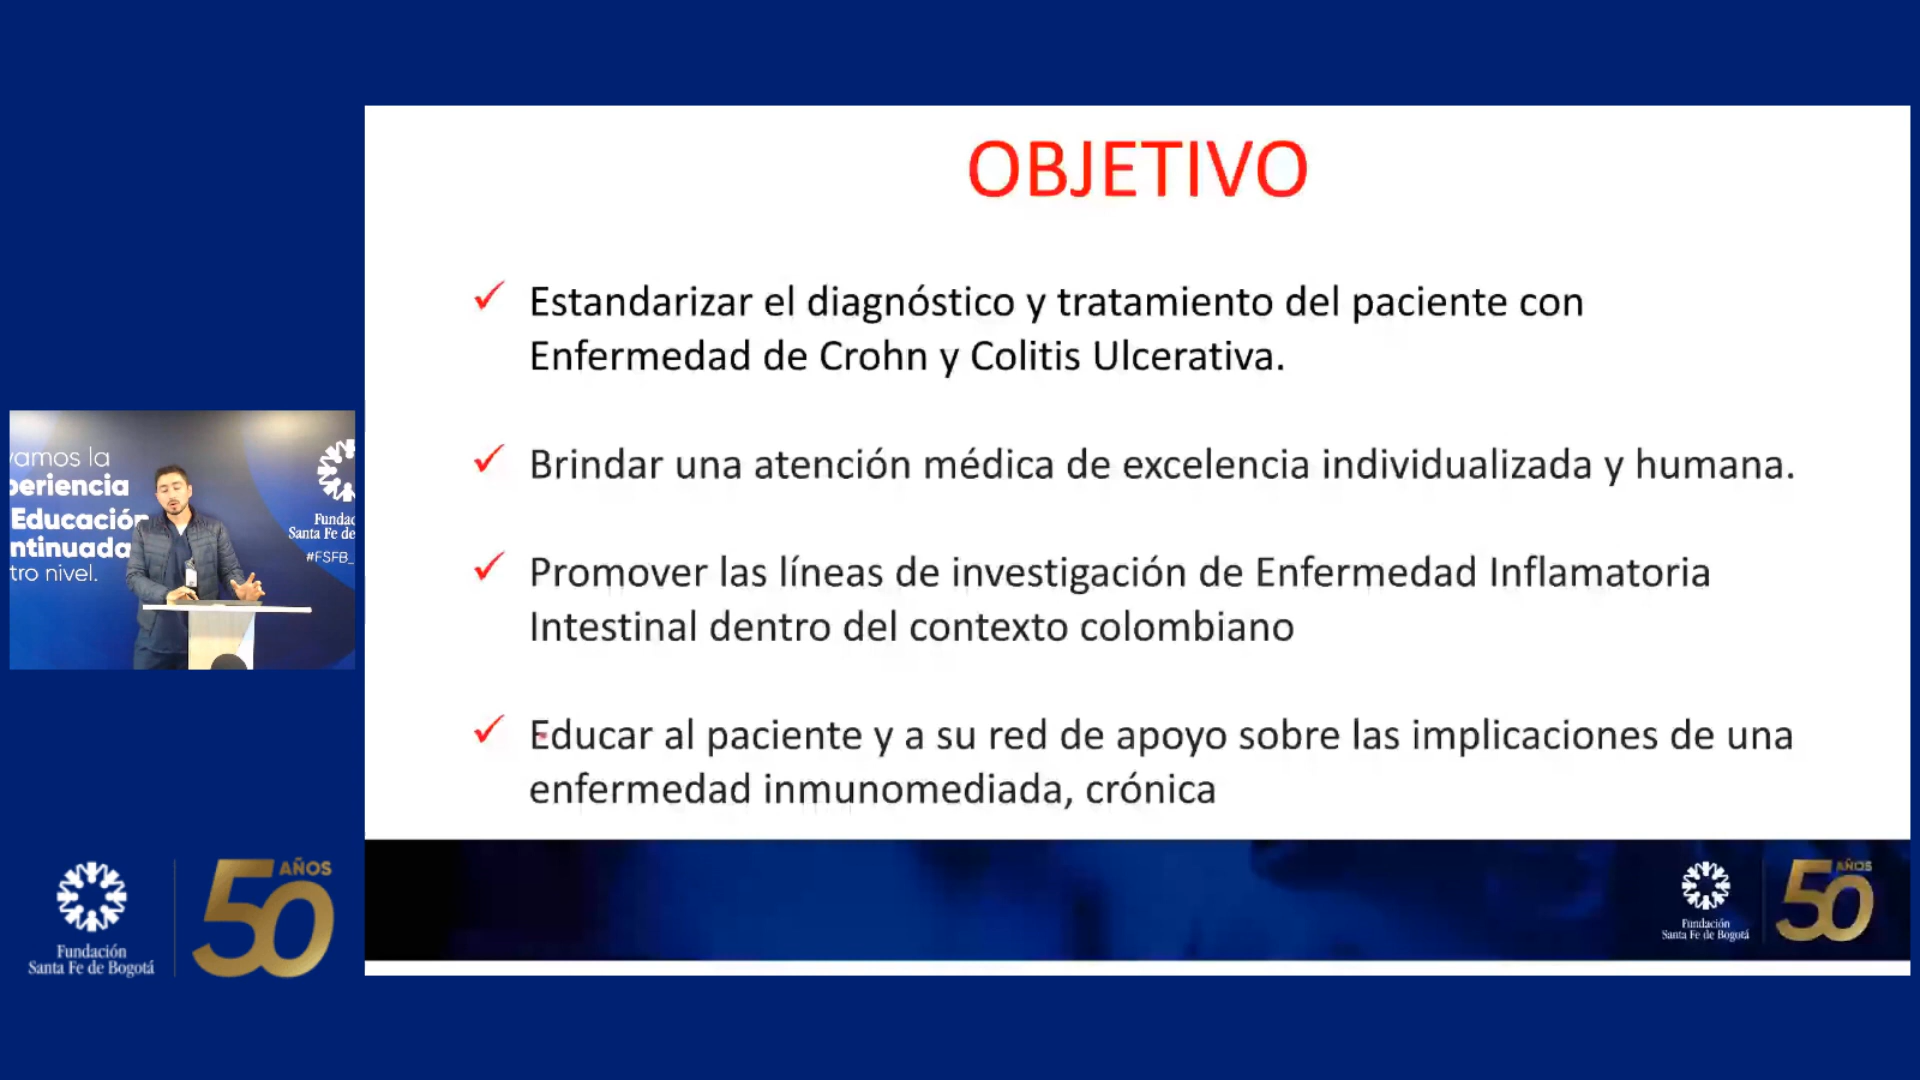 OBJETIVO
✓ Estandarizar el diagnóstico y tratamiento del paciente con
Enfermedad de Crohn y Colitis Ulcerativa.
✓ Brindar una atención médica de excelencia individualizada y humana.
✓ Promover las líneas de investigación de Enfermedad Inflamatoria
Intestinal dentro del contexto colombiano
✓ Educar al paciente y a su red de apoyo sobre las implicaciones de una
enfermedad inmunomediada, crónica
vamos la
periencia
Educación
ntinuada
tro nivel.
Fundac
Santa Fe de
#FSFB_
Fundación
Santa Fe de Bogotá
50 AÑOS
Fundación
Santa Fe de Bogotá
50 AÑOS